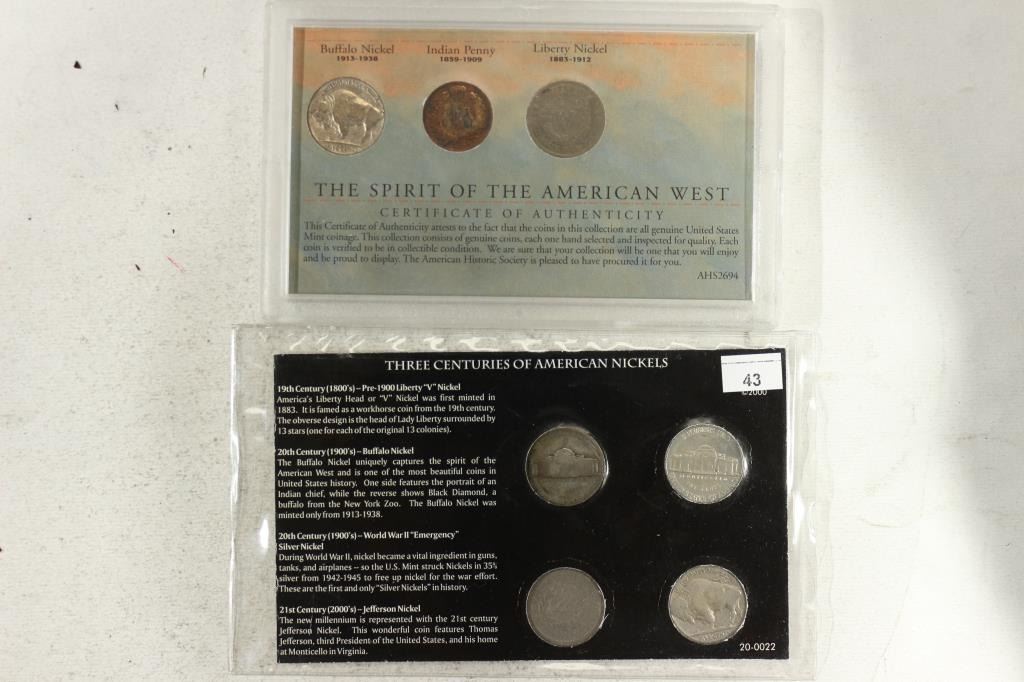 Buffalo Nickel
1913-1938
Indian Penny
1859-1909
Liberty Nickel
1883-1912
THE SPIRIT OF THE AMERICAN WEST
CERTIFICATE OF AUTHENTICITY
This Certificate of Authenticity attests to the fact that the coins in this collection are all genuine United States
Mint coinage. This collection consists of genuine coins, each one hand selected and inspected for quality. Each
coin is verified to be in collectible condition. We are sure that your collection will be one that you will enjoy
and be proud to display. The American Historic Society is pleased to have procured it for you.
AHS2694
THREE CENTURIES OF AMERICAN NICKELS
43
©2000
19th Century (1800's) – Pre-1900 Liberty "V" Nickel
America's Liberty Head or "V" Nickel was first minted in
1883. It is famed as a workhorse coin from the 19th century.
The obverse design is the head of Lady Liberty surrounded by
13 stars (one for each of the original 13 colonies).
20th Century (1900's) – Buffalo Nickel
The Buffalo Nickel uniquely captures the spirit of the
American West and is one of the most beautiful coins in
United States history. One side features the portrait of an
Indian chief, while the reverse shows Black Diamond, a
buffalo from the New York Zoo. The Buffalo Nickel was
minted only from 1913-1938.
20th Century (1900's) – World War II "Emergency"
Silver Nickel
During World War II, nickel became a vital ingredient in guns,
tanks, and airplanes -- so the U.S. Mint struck Nickels in 35%
silver from 1942-1945 to free up nickel for the war effort.
These are the first and only "Silver Nickels" in history.
21st Century (2000's) – Jefferson Nickel
The new millennium is represented with the 21st century
Jefferson Nickel. This wonderful coin features Thomas
Jefferson, third President of the United States, and his home
at Monticello in Virginia.
20-0022